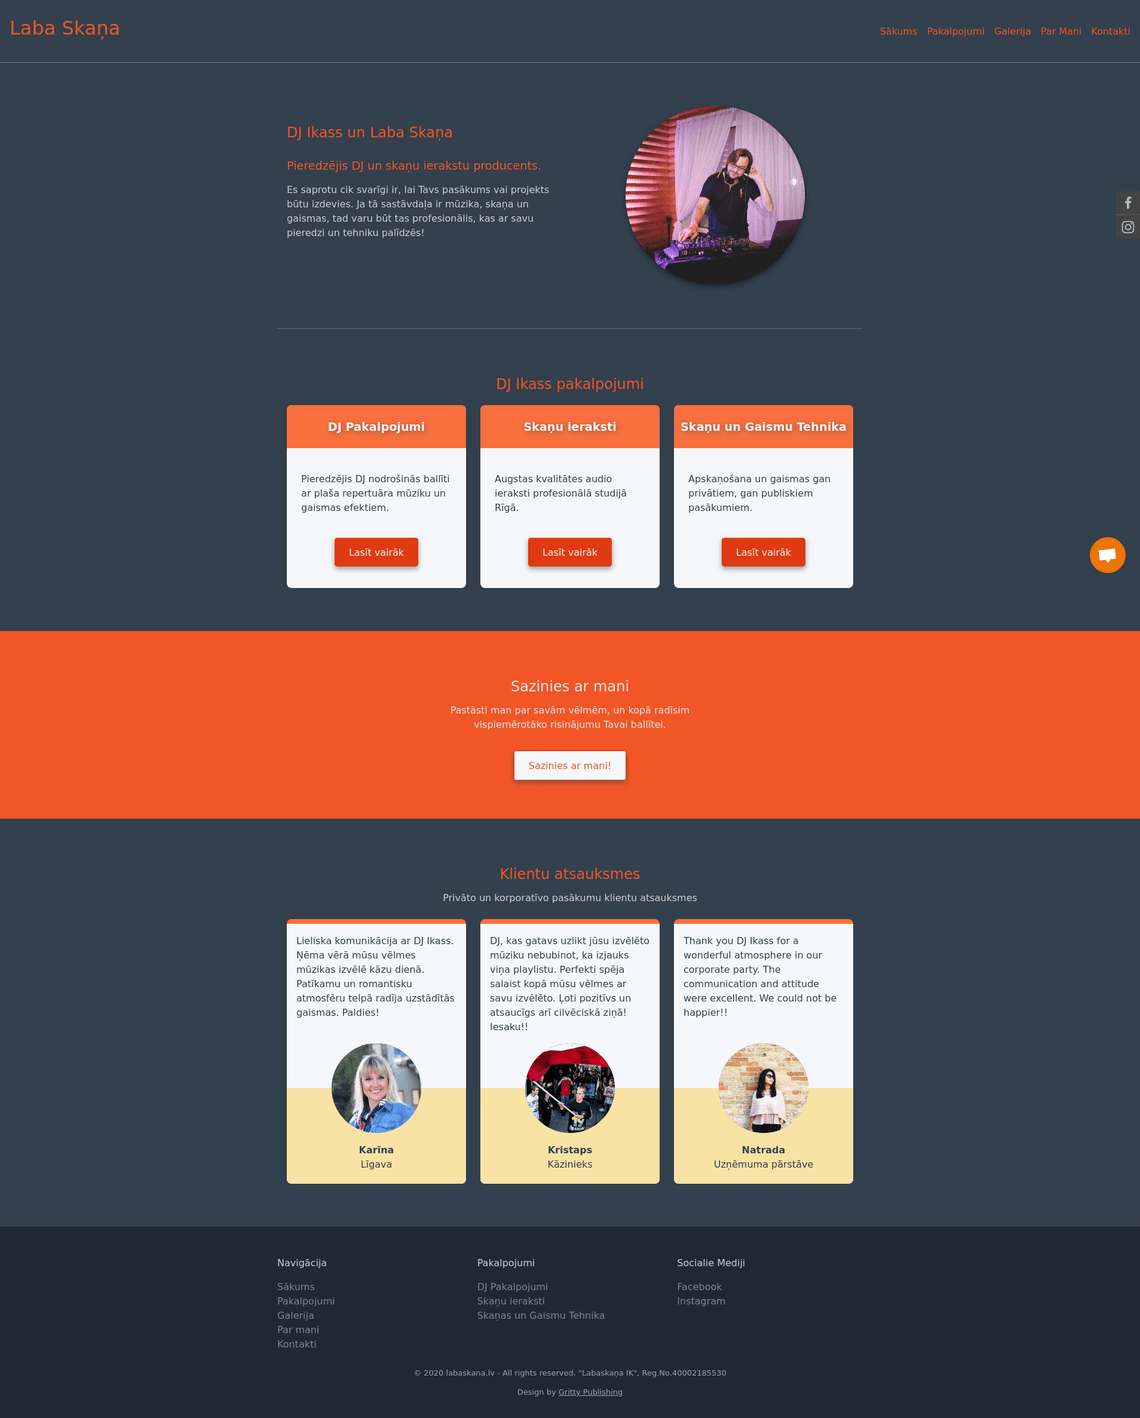 Laba Skaņa
Sākums Pakalpojumi Galerija Par Mani Kontakti
DJ Ikass un Laba Skaņa
Pieredzējis DJ un skaņu ierakstu producents.
Es saprotu cik svarīgi ir, lai Tavs pasākums vai projekts
būtu izdevies. Ja tā sastāvdaļa ir mūzika, skaņa un
gaismas, tad varu būt tas profesionālis, kas ar savu
pieredzi un tehniku palīdzēs!
DJ Ikass pakalpojumi
DJ Pakalpojumi
Pieredzējis DJ nodrošinās ballīti
ar plaša repertuāra mūziku un
gaismas efektiem.
Lasīt vairāk
Skaņu ieraksti
Augstas kvalitātes audio
ieraksti profesionālā studijā
Rīgā.
Lasīt vairāk
Skaņu un Gaismu Tehnika
Apskaņošana un gaismas gan
privātiem, gan publiskiem
pasākumiem.
Lasīt vairāk
Sazinies ar mani
Pastāsti man par savām vēlmēm, un kopā radīsim
vispiemērotāko risinājumu Tavai ballītei.
Sazinies ar mani!
Klientu atsauksmes
Privāto un korporatīvo pasākumu klientu atsauksmes
Lieliska komunikācija ar DJ Ikass.
Ņēma vērā mūsu vēlmes
mūzikas izvēlē kāzu dienā.
Patīkamu un romantisku
atmosfēru telpā radīja uzstādītās
gaismas. Paldies!
Karīna
Līgava
DJ, kas gatavs uzlikt jūsu izvēlēto
mūziku nebubinot, ka izjauks
viņa playlistu. Perfekti spēja
salaist kopā mūsu vēlmes ar
savu izvēlēto. Ļoti pozitīvs un
atsaucīgs arī cilvēciskā ziņā!
Iesaku!!
Kristaps
Kāzinieks
Thank you DJ Ikass for a
wonderful atmosphere in our
corporate party. The
communication and attitude
were excellent. We could not be
happier!!
Natrada
Uzņēmuma pārstāve
Navigācija
Sākums
Pakalpojumi
Galerija
Par mani
Kontakti
Pakalpojumi
DJ Pakalpojumi
Skaņu ieraksti
Skaņas un Gaismu Tehnika
Socialie Mediji
Facebook
Instagram
© 2020 labaskana.lv - All rights reserved. "Labaskaņa IK", Reg.No.40002185530
Design by Gritty Publishing